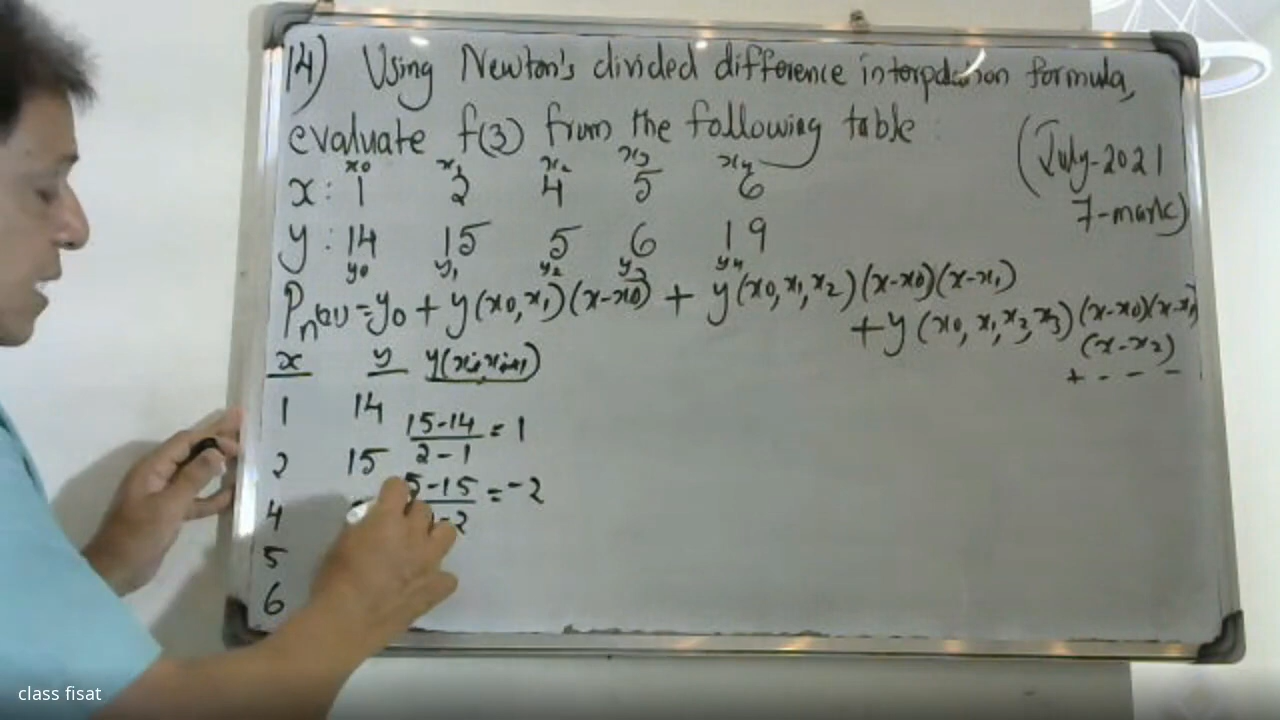 14) Using Newton's divided difference interpolation formula,
evaluate f(3) from the following table :
(July-2021
7-mark)
x0 x1 x2 x3 x4
x : 1 2 4 5 6
y : 14 15 5 6 19
y0 y1 y2 y3 y4
Pn(x) = y0 + y(x0, x1)(x-x0) + y(x0, x1, x2)(x-x0)(x-x1)
+ y(x0, x1, x2, x3)(x-x0)(x-x1)
(x-x2)
+ - - -
x y y(xi, xi+1)
1 14
15-14 = 1
2-1
2 15
5-15 = -2
-2
4
5
6
class fisat